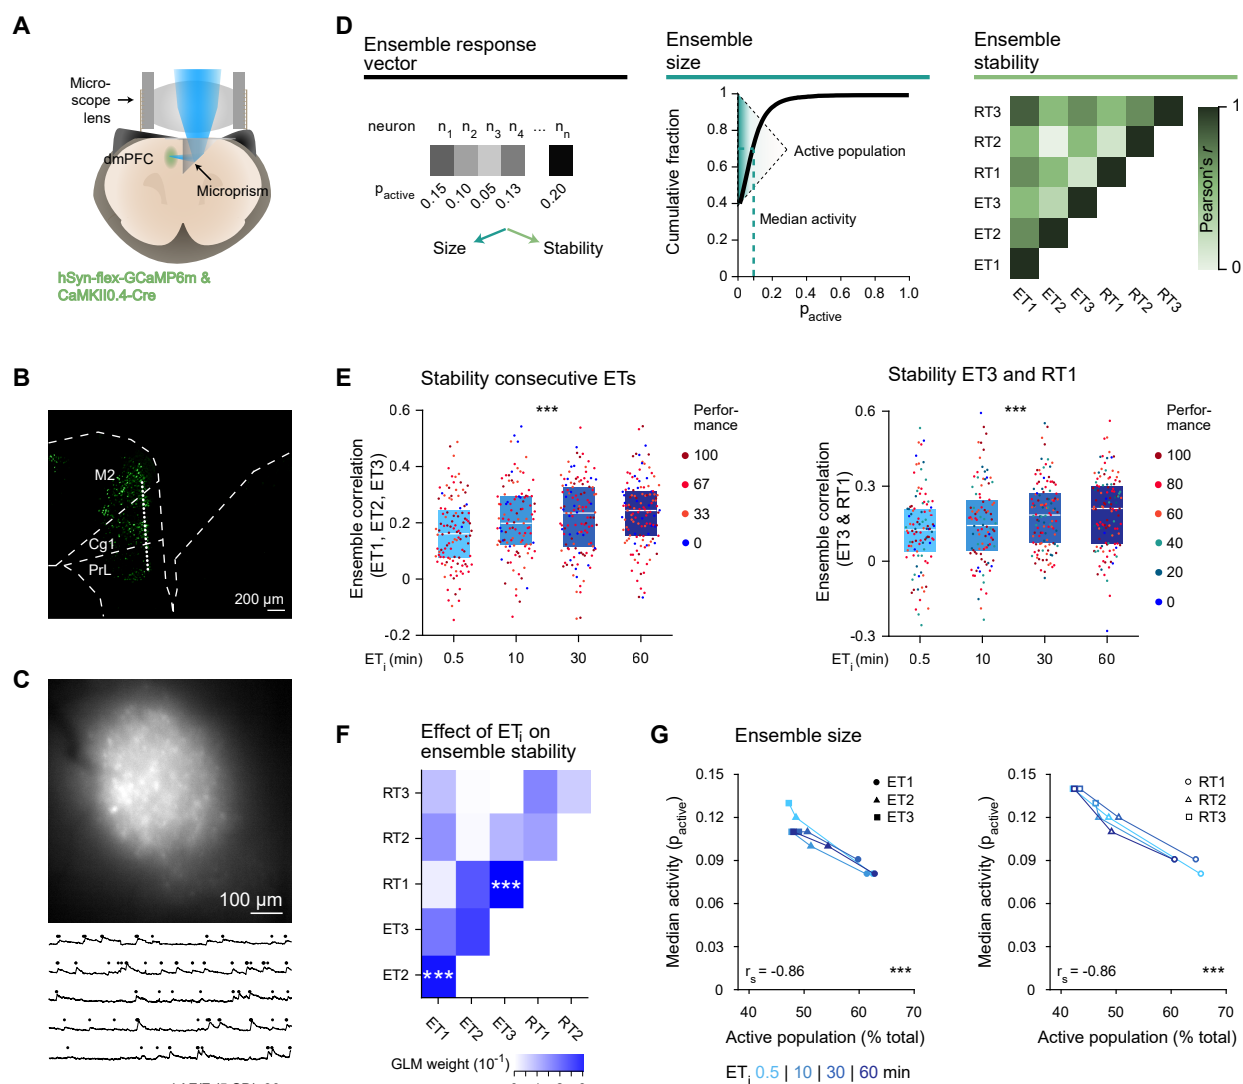 A
Micro-
scope
lens
dmPFC
Microprism
hSyn-flex-GCaMP6m &
CaMKII0.4-Cre
D
Ensemble response
vector
neuron n1 n2 n3 n4 ... nn
pactive 0.15 0.10 0.05 0.13 0.20
Size
Stability
Ensemble
size
Cumulative fraction
1
0.8
0.6
0.4
0.2
0
Active population
Median activity
0 0.2 0.4 0.6 0.8 1.0
pactive
Ensemble
stability
RT3
RT2
RT1
ET3
ET2
ET1
ET1 ET2 ET3 RT1 RT2 RT3
Pearson's r
1
0
B
M2
Cg1
PrL
200 µm
E
Stability consecutive ETs
Ensemble correlation
(ET1, ET2, ET3)
0.6
0.4
0.2
0
-0.2
***
ETi (min) 0.5 10 30 60
Perfor-
mance
100
67
33
0
Stability ET3 and RT1
Ensemble correlation
(ET3 & RT1)
0.6
0.3
0
-0.3
***
ETi (min) 0.5 10 30 60
Perfor-
mance
100
80
60
40
20
0
C
100 µm
F
Effect of ETi on
ensemble stability
RT3
RT2
RT1 ***
ET3
ET2 ***
ET1 ET2 ET3 RT1 RT2
GLM weight (10-1)
G
Ensemble size
Median activity (pactive)
0.15
0.12
0.09
0.06
0.03
0
ET1
ET2
ET3
rs = -0.86 ***
40 50 60 70
Active population (% total)
Median activity (pactive)
0.15
0.12
0.09
0.06
0.03
0
RT1
RT2
RT3
rs = -0.86 ***
40 50 60 70
Active population (% total)
ETi 0.5 | 10 | 30 | 60 min